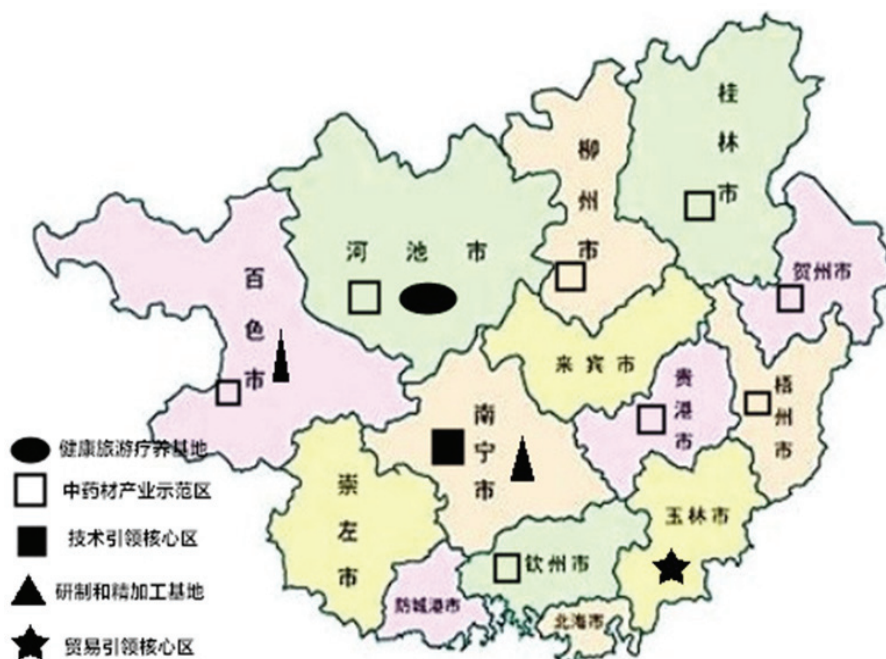 桂林市
柳州市
河池市
贺州市
百色市
来宾市
贵港市
梧州市
南宁市
健康旅游疗养基地
中药材产业示范区
崇左市
玉林市
技术引领核心区
钦州市
研制和精加工基地
防城港市
北海市
贸易引领核心区